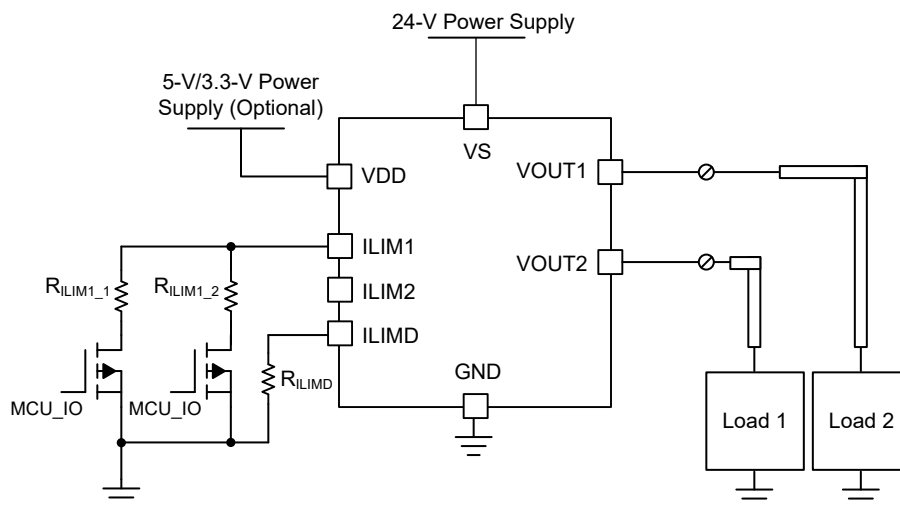 24-V Power Supply
5-V/3.3-V Power
Supply (Optional)
VS
VDD
VOUT1
ILIM1
VOUT2
RILIM1_1
RILIM1_2
ILIM2
ILIMD
RILIMD
GND
MCU_IO
MCU_IO
Load 1
Load 2